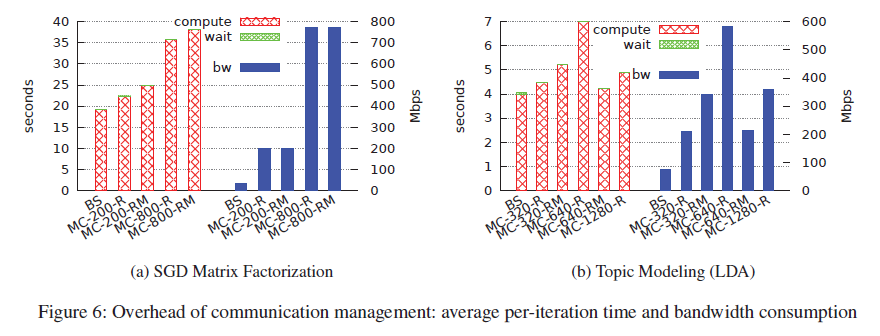 40
35
30
25
20
15
10
5
0
seconds
compute
wait
bw
800
700
600
500
400
300
200
100
0
Mbps
BS
MC-200-R
MC-200-RM
MC-800-R
MC-800-RM
BS
MC-200-R
MC-200-RM
MC-800-R
MC-800-RM
(a) SGD Matrix Factorization
7
6
5
4
3
2
1
0
seconds
compute
wait
bw
600
500
400
300
200
100
0
Mbps
BS
MC-320-R
MC-320-RM
MC-640-R
MC-640-RM
MC-1280-R
BS
MC-320-R
MC-320-RM
MC-640-R
MC-640-RM
MC-1280-R
(b) Topic Modeling (LDA)
Figure 6: Overhead of communication management: average per-iteration time and bandwidth consumption